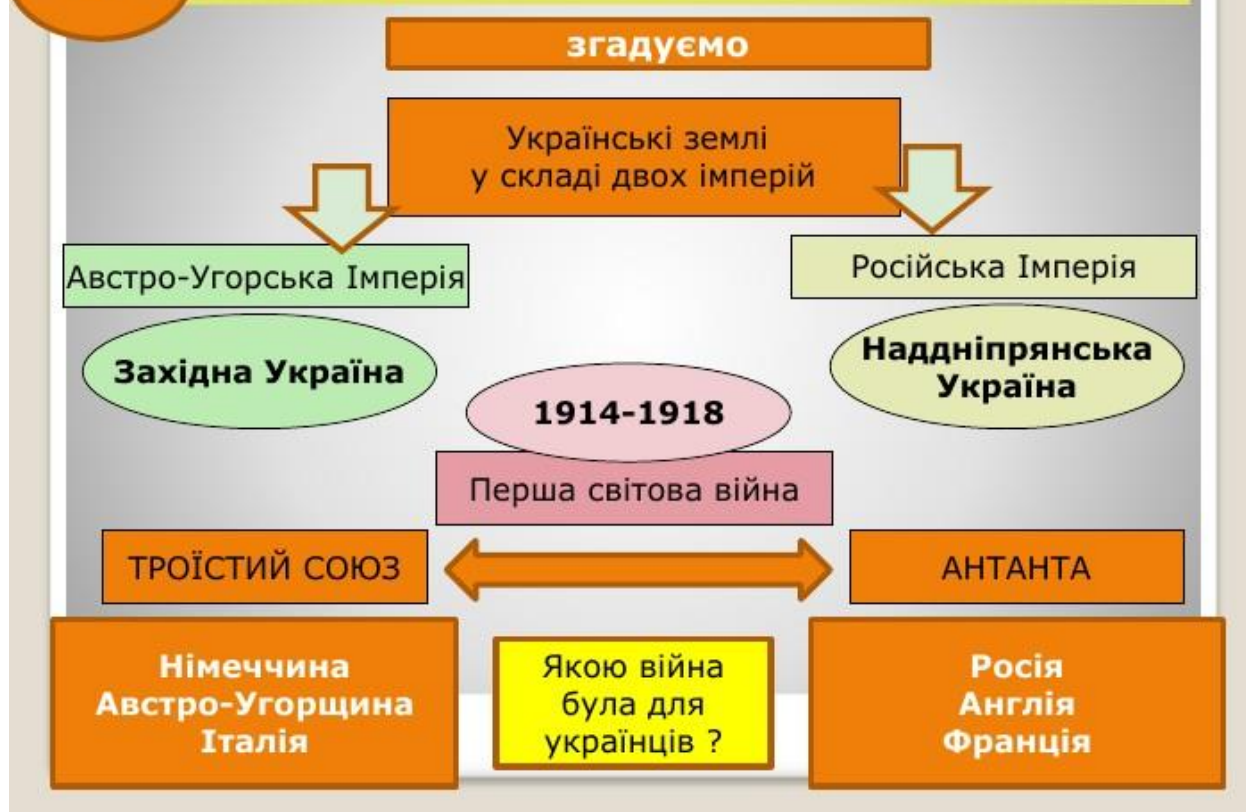 згадуємо
Українські землі
у складі двох імперій
Австро-Угорська Імперія
Російська Імперія
Західна Україна
Наддніпрянська
Україна
1914-1918
Перша світова війна
ТРОЇСТИЙ СОЮЗ
АНТАНТА
Німеччина
Австро-Угорщина
Італія
Якою війна
була для
українців ?
Росія
Англія
Франція